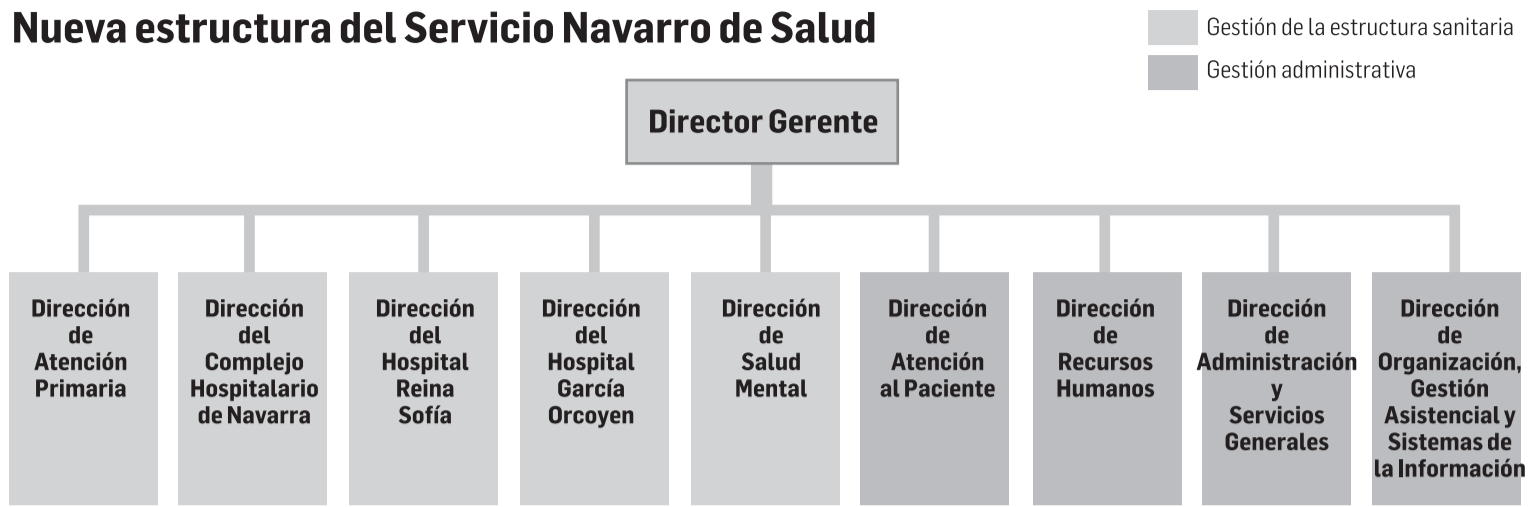 Nueva estructura del Servicio Navarro de Salud
Gestión de la estructura sanitaria
Gestión administrativa
Director Gerente
Dirección
de
Atención
Primaria
Dirección
del
Complejo
Hospitalario
de Navarra
Dirección
del
Hospital
Reina
Sofía
Dirección
del
Hospital
García
Orcoyen
Dirección
de
Salud
Mental
Dirección
de
Atención
al Paciente
Dirección
de
Recursos
Humanos
Dirección
de
Administración
y
Servicios
Generales
Dirección
de
Organización,
Gestión
Asistencial y
Sistemas de
la Información